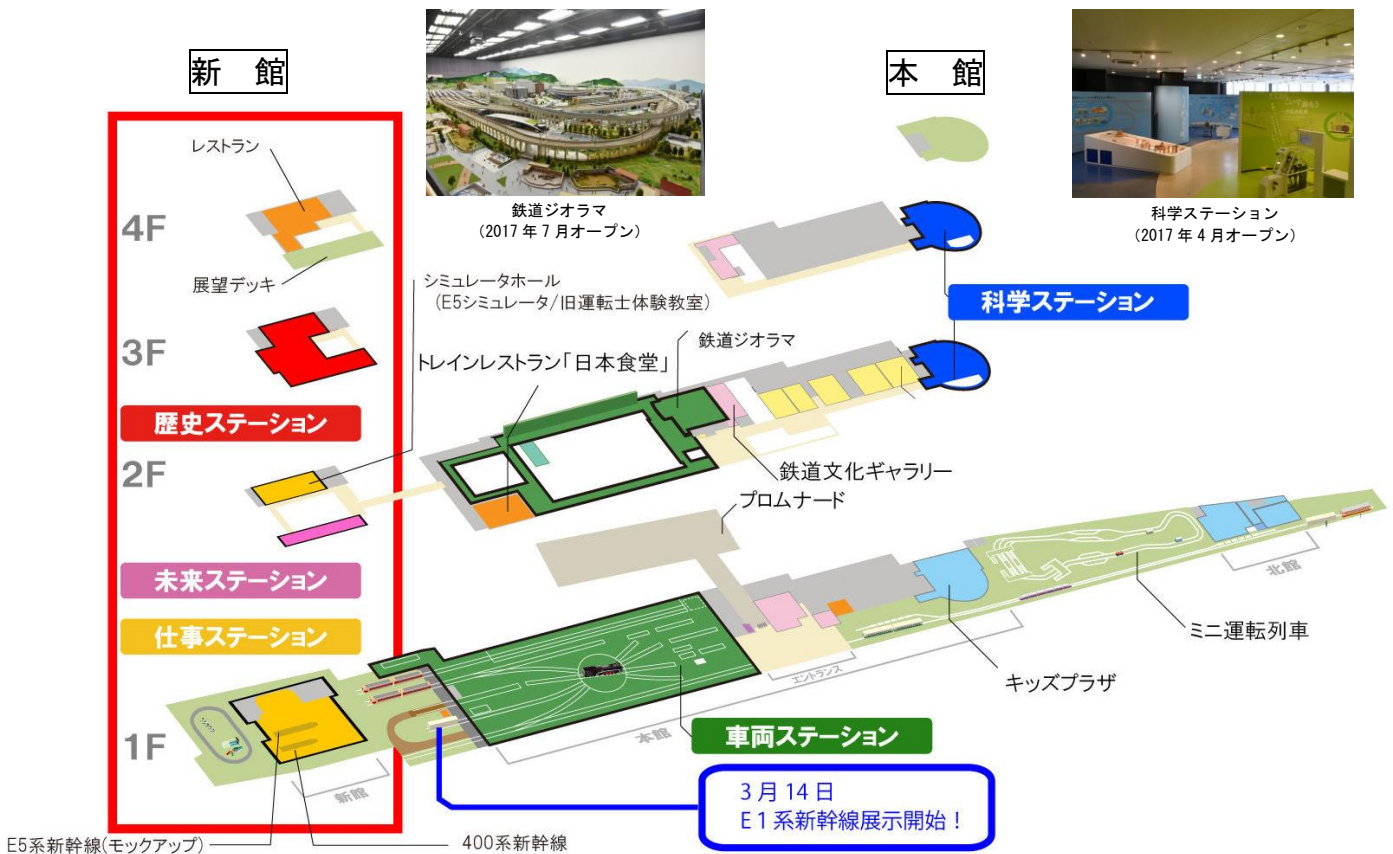 新 館
本 館
鉄道ジオラマ
(2017年7月オープン)
科学ステーション
(2017年4月オープン)
レストラン
4F
展望デッキ
シミュレータホール
(E5シミュレータ/旧運転士体験教室)
科学ステーション
3F
鉄道ジオラマ
トレインレストラン「日本食堂」
歴史ステーション
2F
鉄道文化ギャラリー
プロムナード
未来ステーション
仕事ステーション
北館
ミニ運転列車
エントランス
キッズプラザ
1F
本館
車両ステーション
新館
3月14日
E1系新幹線展示開始！
E5系新幹線(モックアップ)
400系新幹線